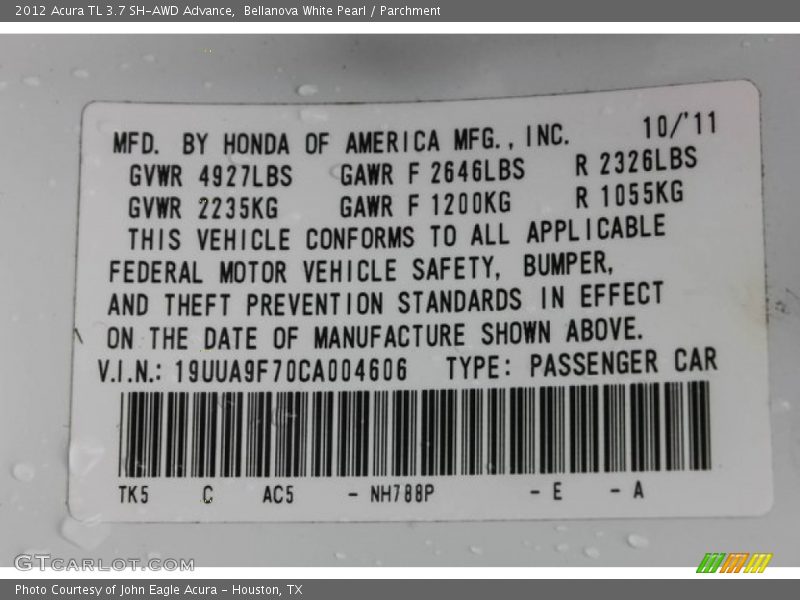 2012 Acura TL 3.7 SH-AWD Advance,  Bellanova White Pearl / Parchment
MFD. BY HONDA OF AMERICA MFG., INC. 10/'11
GVWR 4927LBS GAWR F 2646LBS R 2326LBS
GVWR 2235KG GAWR F 1200KG R 1055KG
THIS VEHICLE CONFORMS TO ALL APPLICABLE
FEDERAL MOTOR VEHICLE SAFETY, BUMPER,
AND THEFT PREVENTION STANDARDS IN EFFECT
ON THE DATE OF MANUFACTURE SHOWN ABOVE.
V.I.N.: 19UUA9F70CA004606 TYPE: PASSENGER CAR
TK5 C AC5 - NH788P - E - A
GTCARLOT.COM
Photo Courtesy of John Eagle Acura - Houston, TX